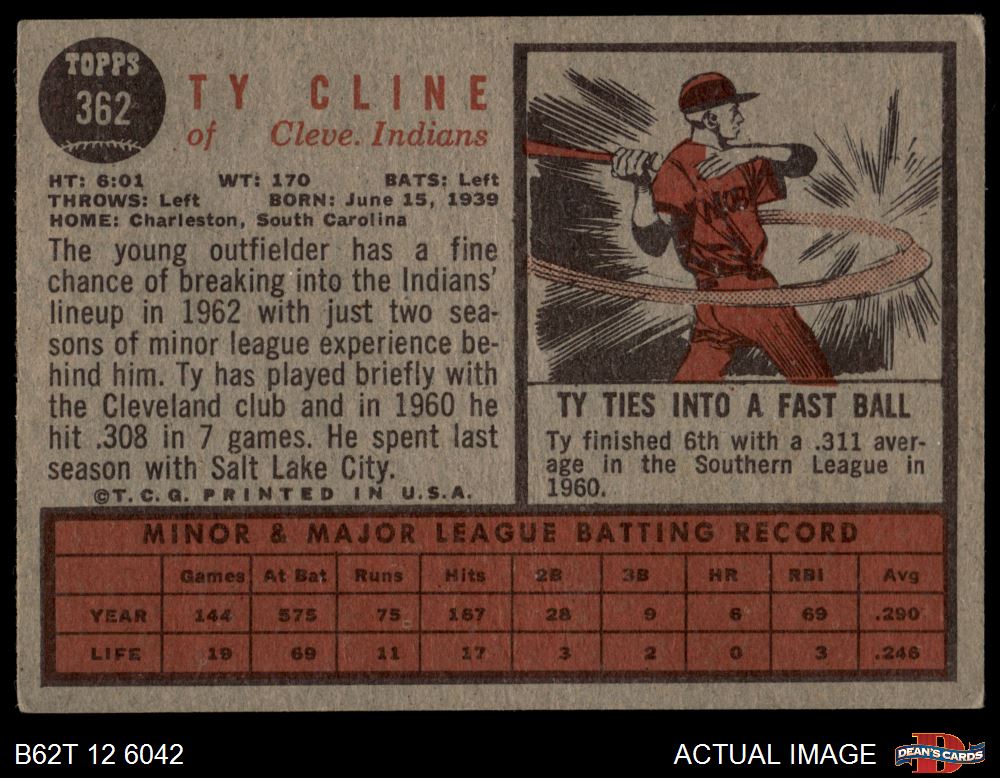 TOPPS
362
TY CLINE
of Cleve. Indians
HT: 6:01 WT: 170 BATS: Left
THROWS: Left BORN: June 15, 1939
HOME: Charleston, South Carolina
The young outfielder has a fine
chance of breaking into the Indians'
lineup in 1962 with just two sea-
sons of minor league experience be-
hind him. Ty has played briefly with
the Cleveland club and in 1960 he
hit .308 in 7 games. He spent last
season with Salt Lake City.
©T.C.G. PRINTED IN U.S.A.
TY TIES INTO A FAST BALL
Ty finished 6th with a .311 aver-
age in the Southern League in
1960.
MINOR & MAJOR LEAGUE BATTING RECORD
Games At Bat Runs Hits 2B 3B HR RBI Avg
YEAR 144 575 75 167 28 9 6 69 .290
LIFE 19 69 11 17 3 2 0 3 .246
B62T 12 6042
ACTUAL IMAGE
D
DEAN'S CARDS